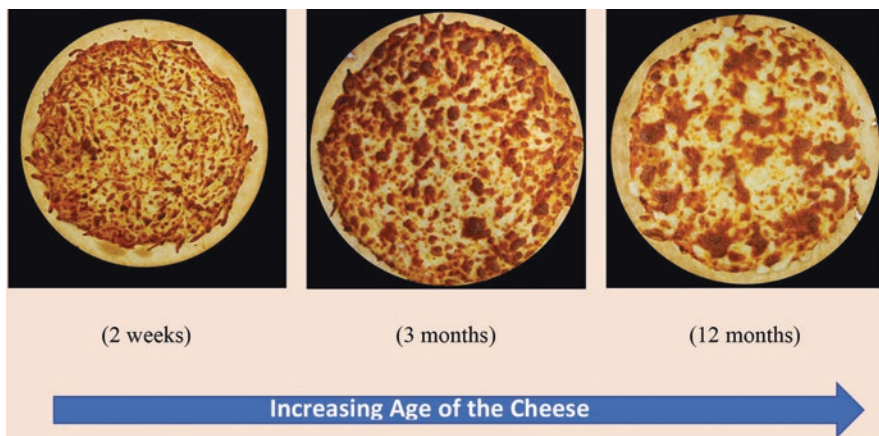 (2 weeks)
(3 months)
(12 months)
Increasing Age of the Cheese